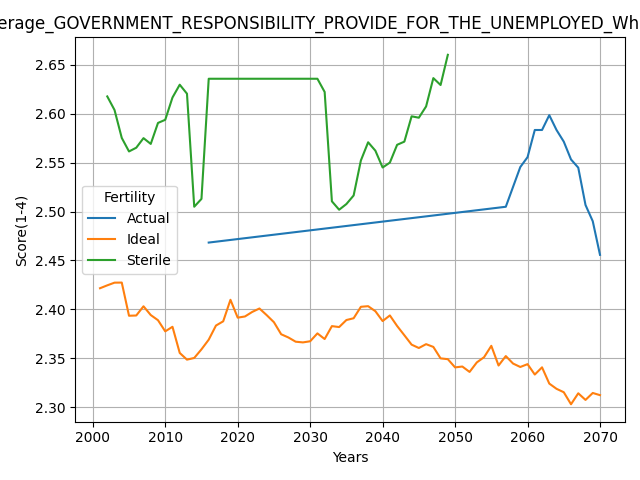 erage_GOVERNMENT_RESPONSIBILITY_PROVIDE_FOR_THE_UNEMPLOYED_Wh
2.65
2.60
2.55
2.50
2.45
2.40
2.35
2.30
Score(1-4)
Fertility
Actual
Ideal
Sterile
2000 2010 2020 2030 2040 2050 2060 2070
Years